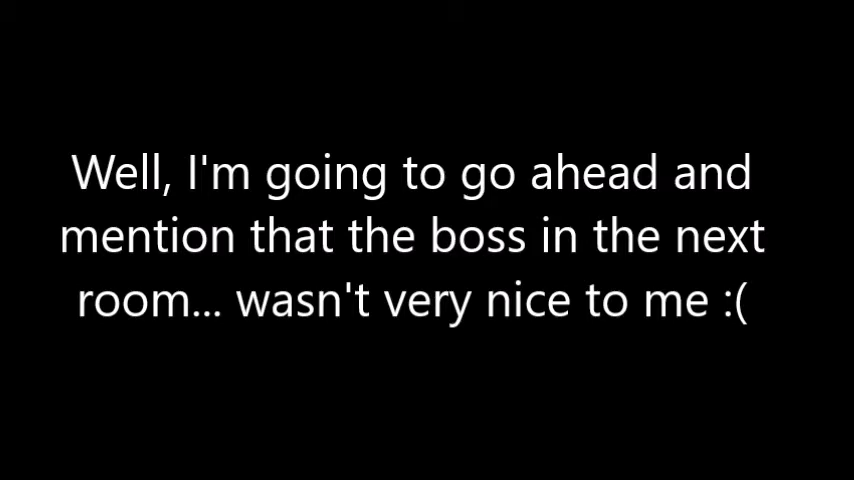 Well, I'm going to go ahead and
mention that the boss in the next
room... wasn't very nice to me :(